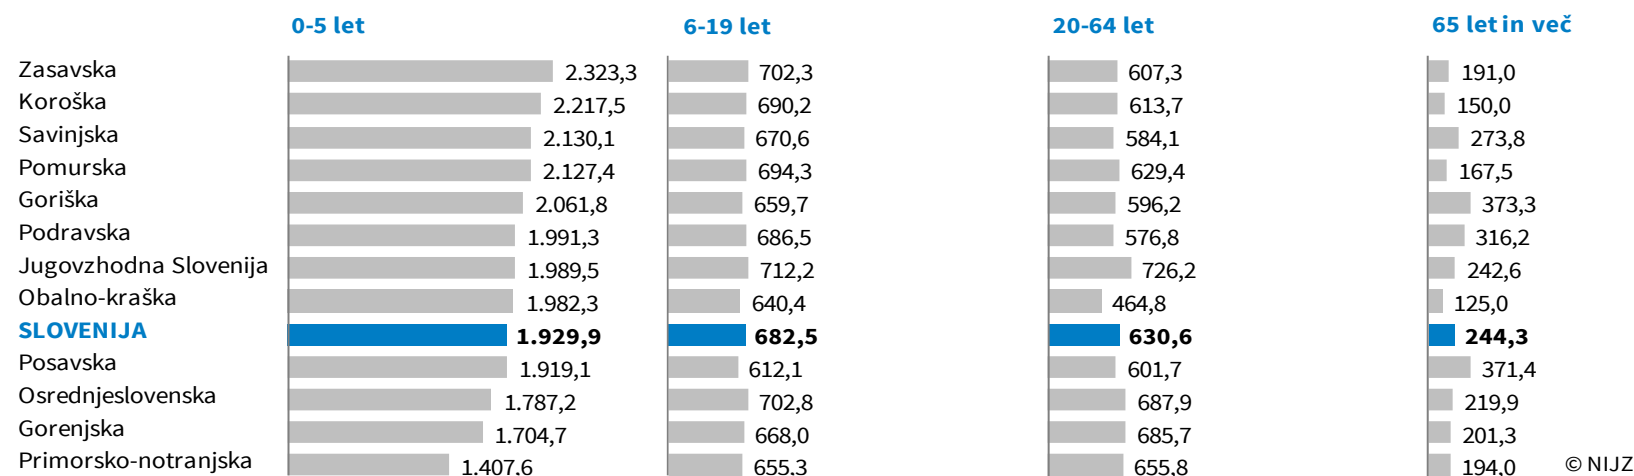 0-5 let 6-19 let 20-64 let 65 let in več
Zasavska 2.323,3 702,3 607,3 191,0
Koroška 2.217,5 690,2 613,7 150,0
Savinjska 2.130,1 670,6 584,1 273,8
Pomurska 2.127,4 694,3 629,4 167,5
Goriška 2.061,8 659,7 596,2 373,3
Podravska 1.991,3 686,5 576,8 316,2
Jugovzhodna Slovenija 1.989,5 712,2 726,2 242,6
Obalno-kraška 1.982,3 640,4 464,8 125,0
SLOVENIJA 1.929,9 682,5 630,6 244,3
Posavska 1.919,1 612,1 601,7 371,4
Osrednjeslovenska 1.787,2 702,8 687,9 219,9
Gorenjska 1.704,7 668,0 685,7 201,3
Primorsko-notranjska 1.407,6 655,3 655,8 194,0 © NIJZ